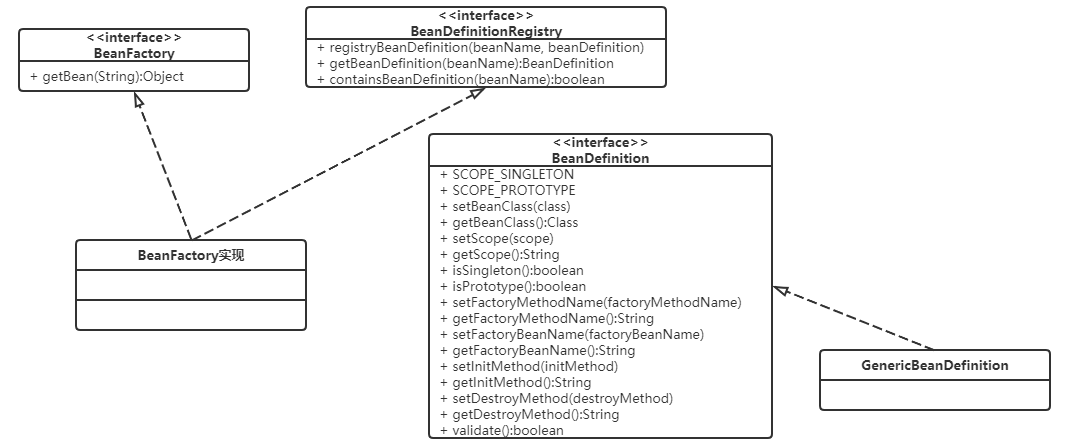 <<interface>>
BeanFactory
+ getBean(String):Object
<<interface>>
BeanDefinitionRegistry
+ registryBeanDefinition(beanName, beanDefinition)
+ getBeanDefinition(beanName):BeanDefinition
+ containsBeanDefinition(beanName):boolean
<<interface>>
BeanDefinition
+ SCOPE_SINGLETON
+ SCOPE_PROTOTYPE
+ setBeanClass(class)
+ getBeanClass():Class
+ setScope(scope)
+ getScope():String
+ isSingleton():boolean
+ isPrototype():boolean
+ setFactoryMethodName(factoryMethodName)
+ getFactoryMethodName():String
+ setFactoryBeanName(factoryBeanName)
+ getFactoryBeanName():String
+ setInitMethod(initMethod)
+ getInitMethod():String
+ setDestroyMethod(destroyMethod)
+ getDestroyMethod():String
+ validate():boolean
BeanFactory实现
GenericBeanDefinition